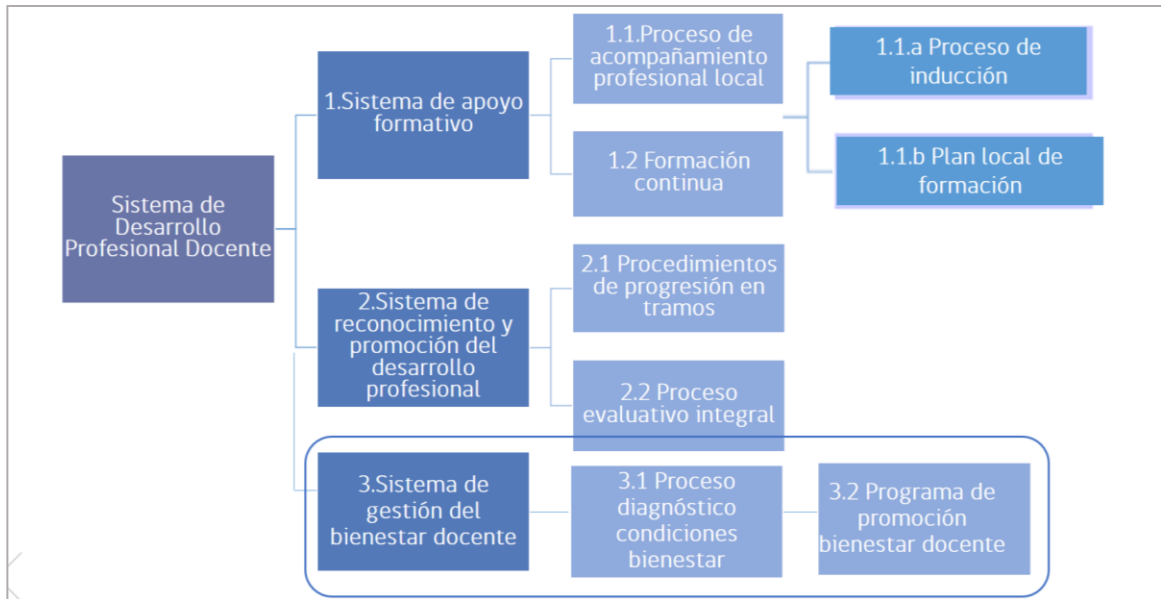 Sistema de
Desarrollo
Profesional Docente
1.Sistema de apoyo
formativo
1.1.Proceso de
acompañamiento
profesional local
1.1.a Proceso de
inducción
1.1.b Plan local de
formación
1.2 Formación
continua
2.Sistema de
reconocimiento y
promoción del
desarrollo
profesional
2.1 Procedimientos
de progresión en
tramos
2.2 Proceso
evaluativo integral
3.Sistema de
gestión del
bienestar docente
3.1 Proceso
diagnóstico
condiciones
bienestar
3.2 Programa de
promoción
bienestar docente